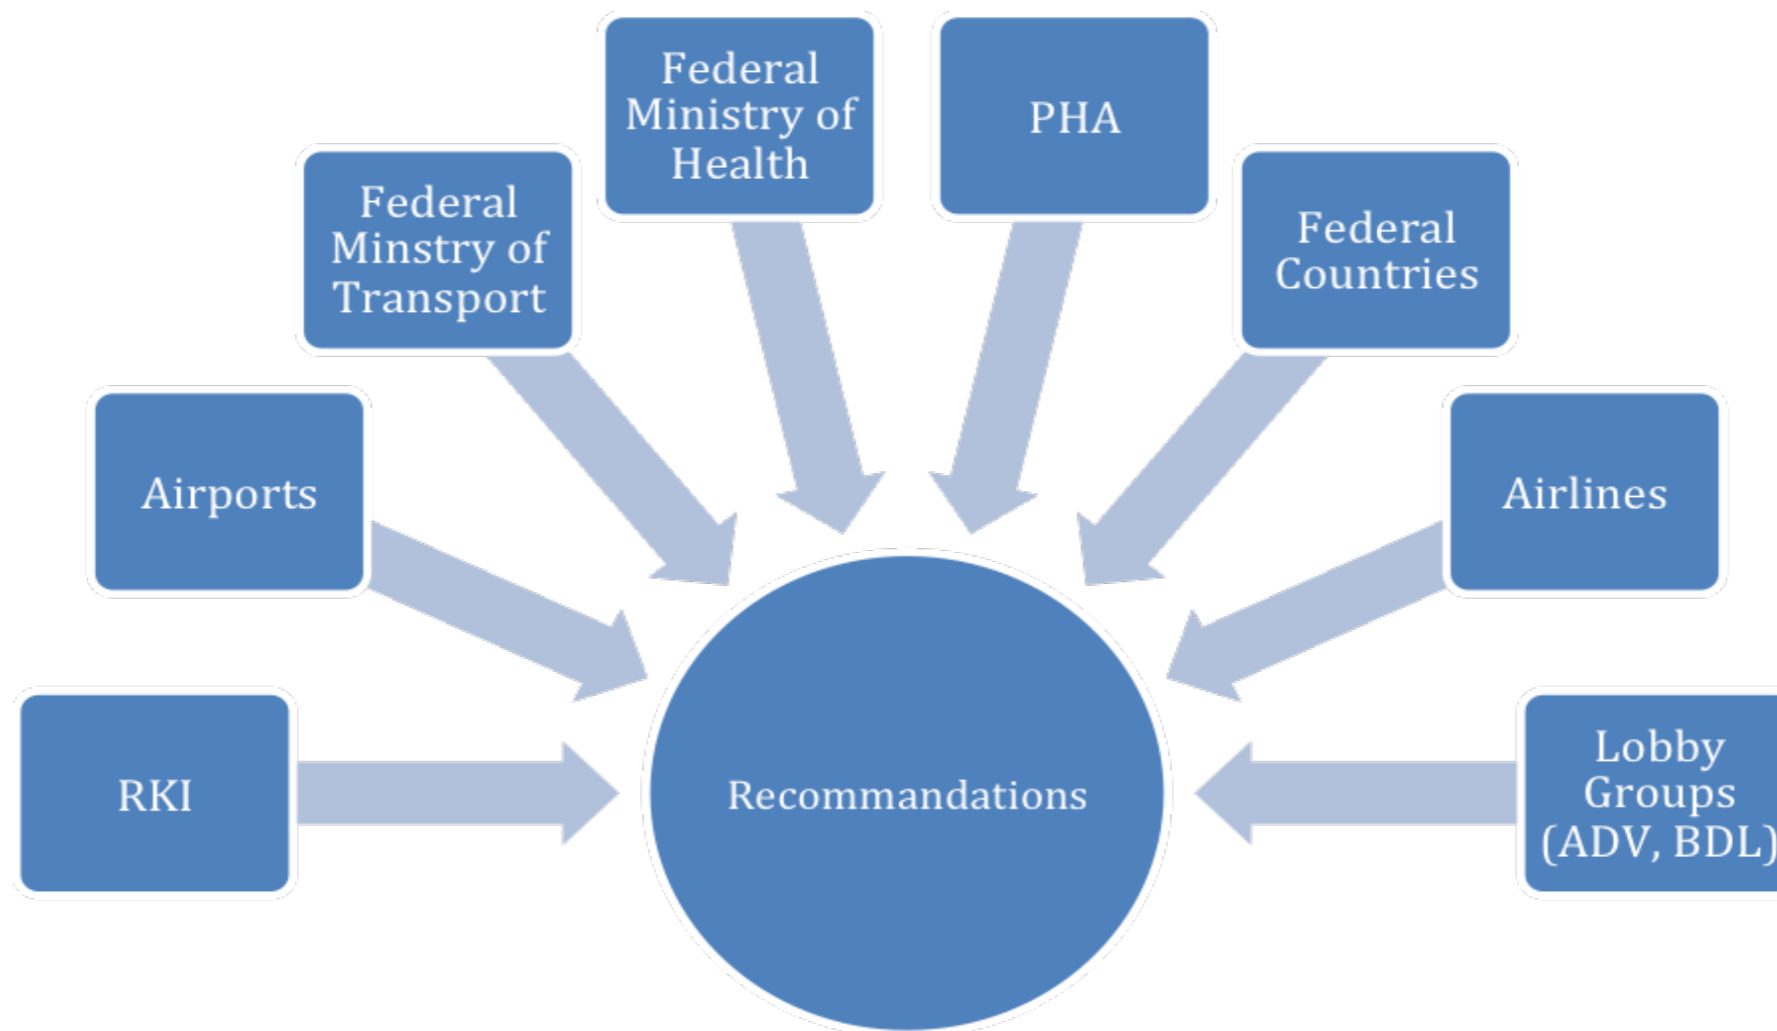 Federal
Ministry of
Health
PHA
Federal
Minstry of
Transport
Federal
Countries
Airports
Airlines
RKI
Recommandations
Lobby
Groups
(ADV, BDL)